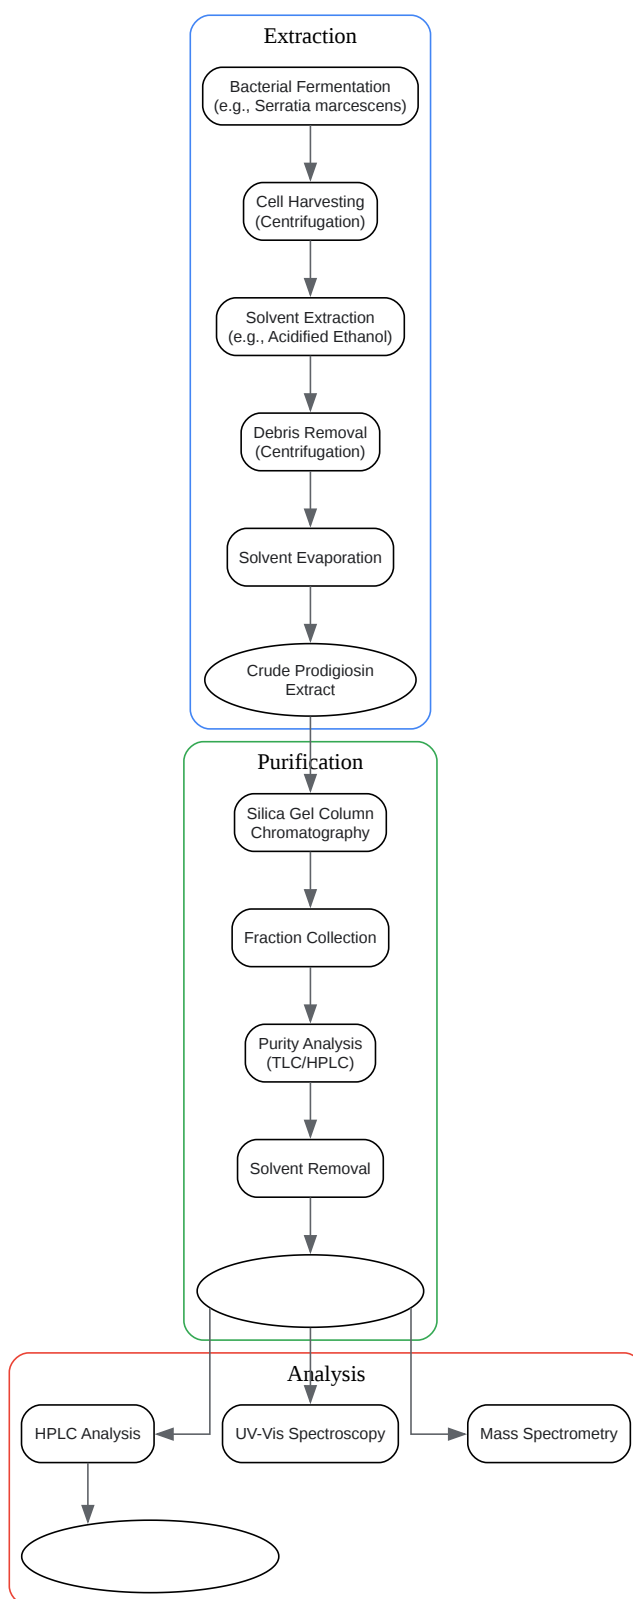 Extraction
Bacterial Fermentation
(e.g., Serratia marcescens)
Cell Harvesting
(Centrifugation)
Solvent Extraction
(e.g., Acidified Ethanol)
Debris Removal
(Centrifugation)
Solvent Evaporation
Crude Prodigiosin
Extract
Purification
Silica Gel Column
Chromatography
Fraction Collection
Purity Analysis
(TLC/HPLC)
Solvent Removal
Analysis
HPLC Analysis
UV-Vis Spectroscopy
Mass Spectrometry